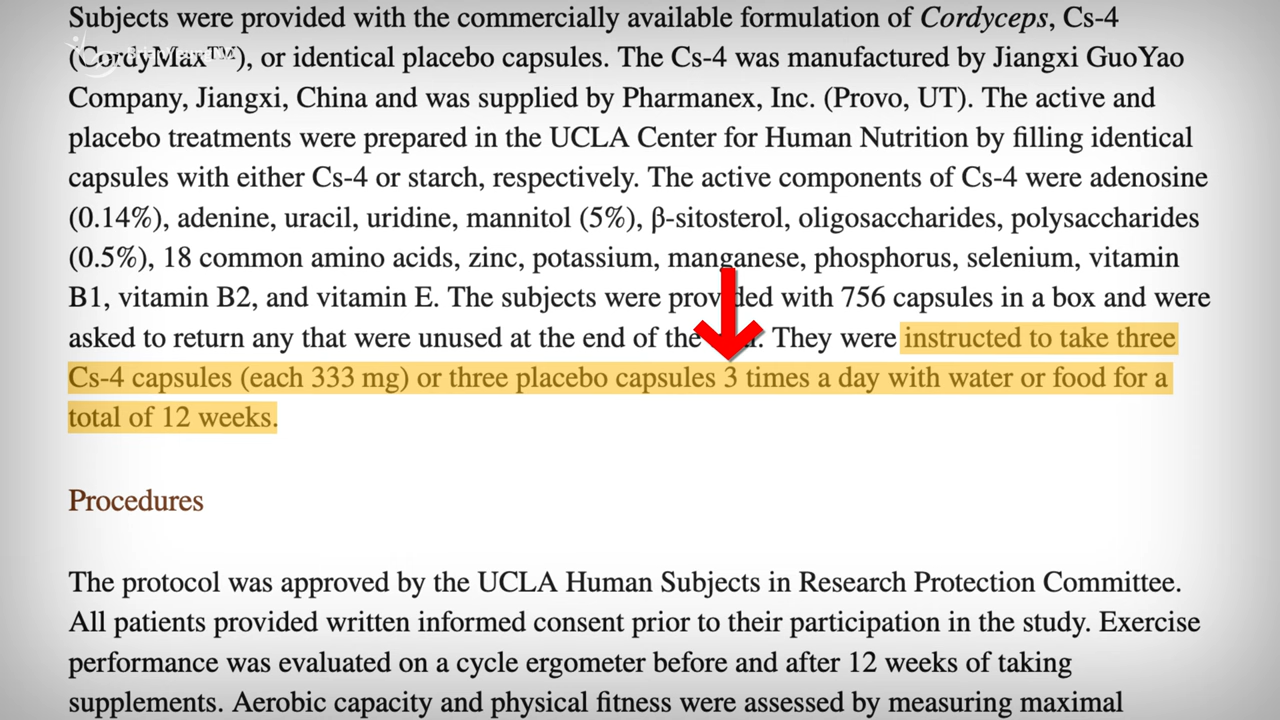 Subjects were provided with the commercially available formulation of Cordyceps, Cs-4
(CordyMax™), or identical placebo capsules. The Cs-4 was manufactured by Jiangxi GuoYao
Company, Jiangxi, China and was supplied by Pharmanex, Inc. (Provo, UT). The active and
placebo treatments were prepared in the UCLA Center for Human Nutrition by filling identical
capsules with either Cs-4 or starch, respectively. The active components of Cs-4 were adenosine
(0.14%), adenine, uracil, uridine, mannitol (5%), β-sitosterol, oligosaccharides, polysaccharides
(0.5%), 18 common amino acids, zinc, potassium, manganese, phosphorus, selenium, vitamin
B1, vitamin B2, and vitamin E. The subjects were provided with 756 capsules in a box and were
asked to return any that were unused at the end of the They were instructed to take three
Cs-4 capsules (each 333 mg) or three placebo capsules 3 times a day with water or food for a
total of 12 weeks.
Procedures
The protocol was approved by the UCLA Human Subjects in Research Protection Committee.
All patients provided written informed consent prior to their participation in the study. Exercise
performance was evaluated on a cycle ergometer before and after 12 weeks of taking
supplements. Aerobic capacity and physical fitness were assessed by measuring maximal